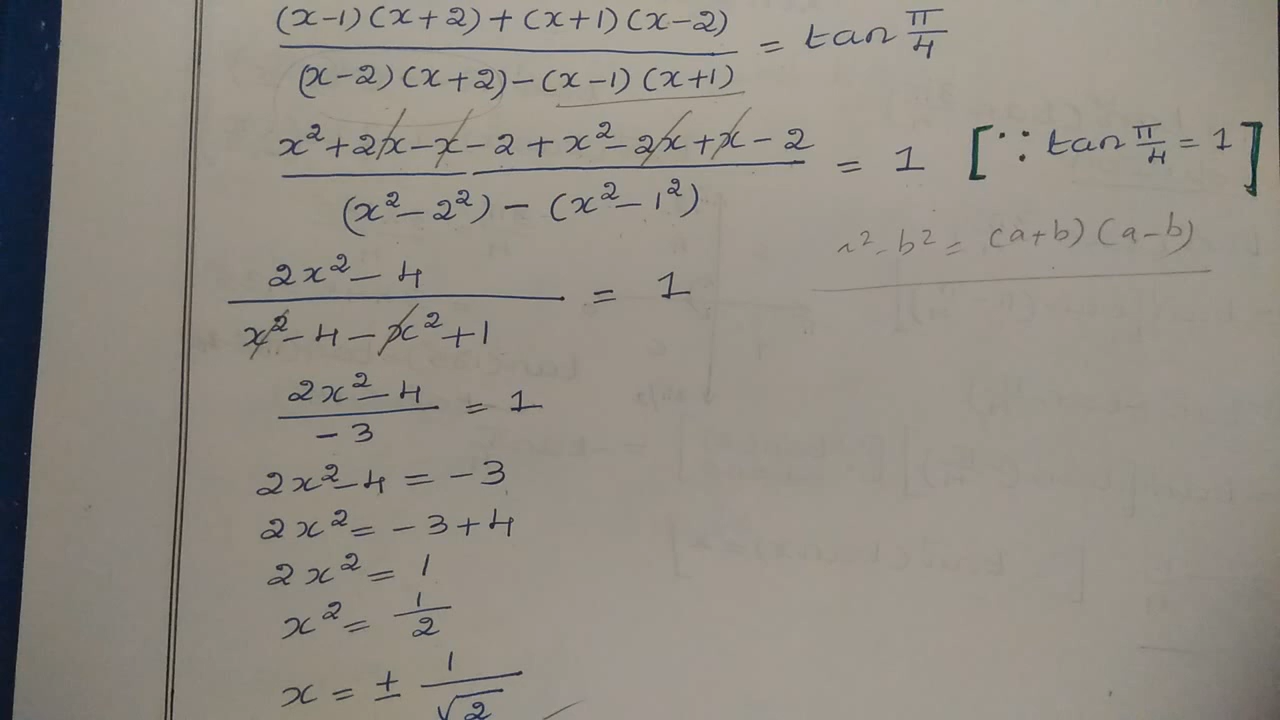 (x-1)(x+2)+(x+1)(x-2) / (x-2)(x+2)-(x-1)(x+1) = tan π/4
x²+2x-x-2+x²-2x+x-2 / (x²-2²)-(x²-1²) = 1 [∵ tan π/4 = 1]
a²-b² = (a+b)(a-b)
2x²-4 / x²-4-x²+1 = 1
2x²-4 / -3 = 1
2x²-4 = -3
2x² = -3+4
2x² = 1
x² = 1/2
x = ± 1/√2